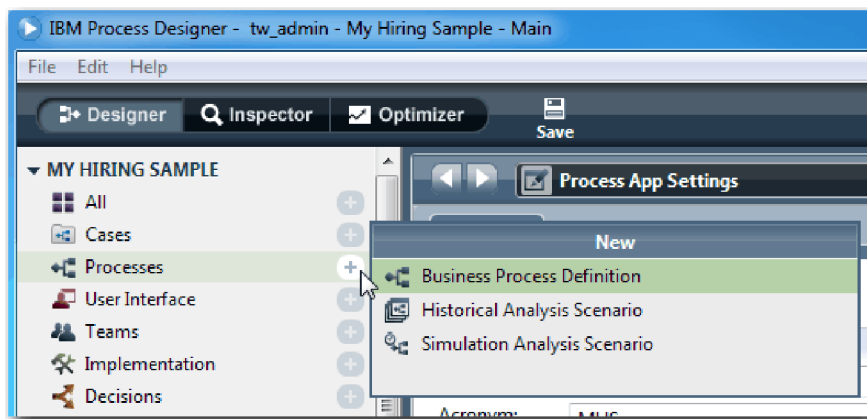 IBM Process Designer - tw_admin - My Hiring Sample - Main
File Edit Help
Designer Inspector Optimizer Save
MY HIRING SAMPLE
Process App Settings
All
Cases
New
Processes
Business Process Definition
User Interface
Historical Analysis Scenario
Teams
Simulation Analysis Scenario
Implementation
Decisions
Acronym: MHS